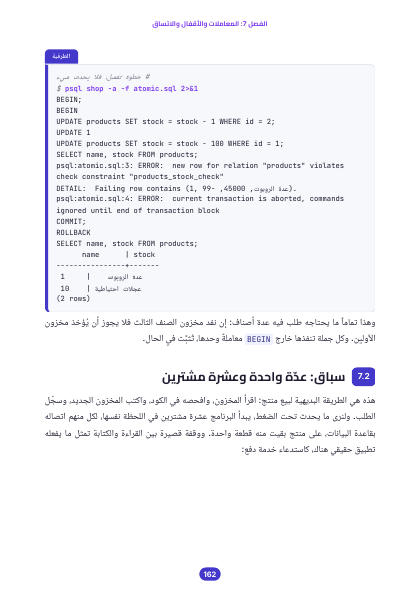 الفصل 7: المعاملات والأقفال والاتساق
الطرفية
# خطوة تفشل فلا يحدث شيء
$ psql shop -a -f atomic.sql 2>&1
BEGIN;
BEGIN
UPDATE products SET stock = stock - 1 WHERE id = 2;
UPDATE 1
UPDATE products SET stock = stock - 100 WHERE id = 1;
SELECT name, stock FROM products;
psql:atomic.sql:3: ERROR:  new row for relation "products" violates
check constraint "products_stock_check"
DETAIL:  Failing row contains (1, عدة الروبوت, 45000, -99).
psql:atomic.sql:4: ERROR:  current transaction is aborted, commands
ignored until end of transaction block
COMMIT;
ROLLBACK
SELECT name, stock FROM products;
name      | stock
----------------+-------
عدة الروبوت    |     1
عجلات احتياطية |    10
(2 rows)
وهذا تماماً ما يحتاجه طلب فيه عدة أصناف: إن نفد مخزون الصنف الثالث فلا يجوز أن يُؤخذ مخزون
الأولين. وكل جملة تنفذها خارج BEGIN معاملةٌ وحدها، تُثبَّت في الحال.
7.2 سباق: عدّة واحدة وعشرة مشترين
هذه هي الطريقة البديهية لبيع منتج: اقرأ المخزون، وافحصه في الكود، واكتب المخزون الجديد، وسجّل
الطلب. ولنرى ما يحدث تحت الضغط، يبدأ البرنامج عشرة مشترين في اللحظة نفسها، لكل منهم اتصاله
بقاعدة البيانات، على منتج بقيت منه قطعة واحدة. ووقفة قصيرة بين القراءة والكتابة تمثل ما يفعله
تطبيق حقيقي هناك، كاستدعاء خدمة دفع:
162